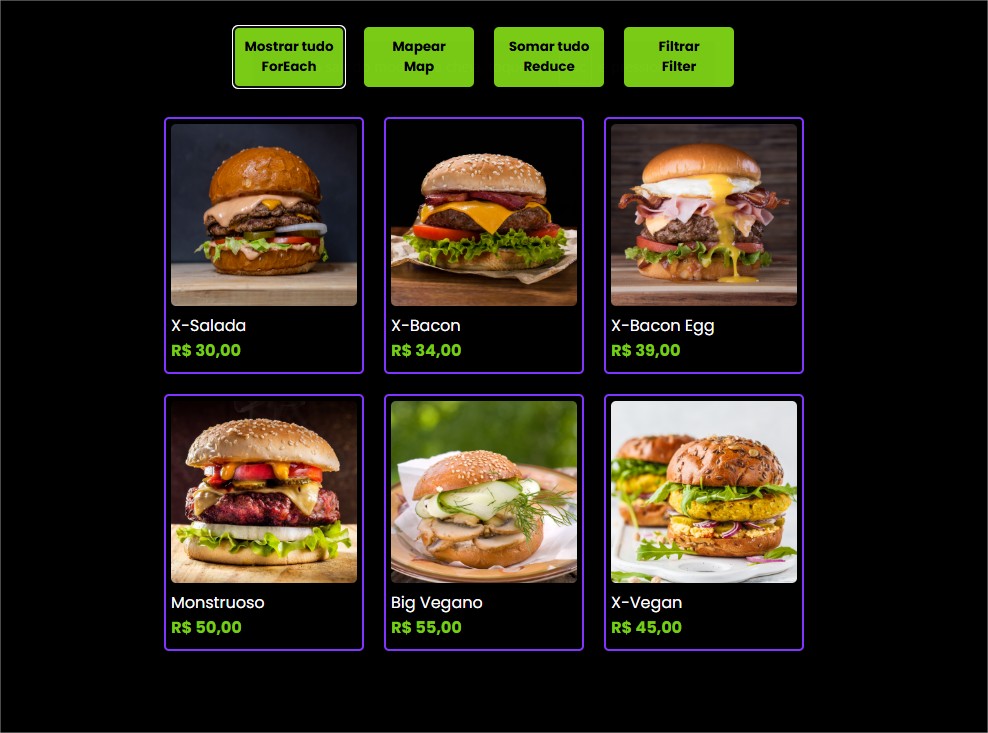 Mostrar tudo
ForEach
Mapear
Map
Somar tudo
Reduce
Filtrar
Filter
X-Salada
R$ 30,00
X-Bacon
R$ 34,00
X-Bacon Egg
R$ 39,00
Monstruoso
R$ 50,00
Big Vegano
R$ 55,00
X-Vegan
R$ 45,00